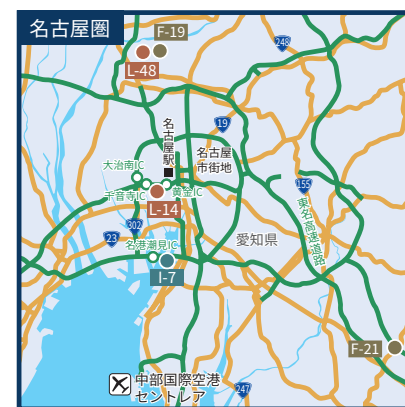 名古屋圏
F-19
L-48
248
19
名古屋駅
名古屋
市街地
大治南IC
千音寺IC
黄金IC
155
L-14
302
23
名港潮見IC
東名高速道路
愛知県
I-7
F-21
中部国際空港
セントレア
247